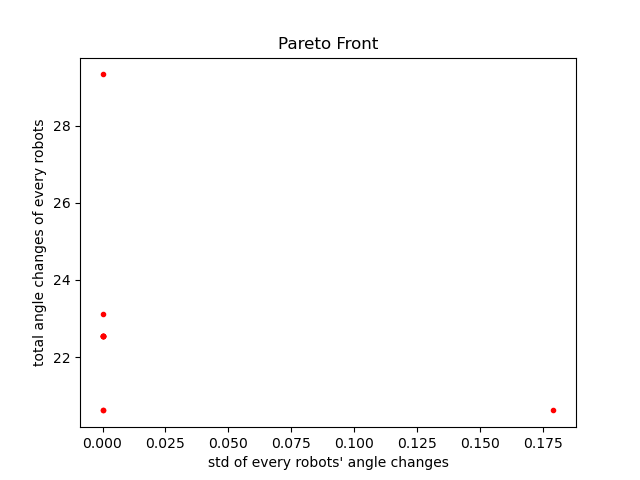 Pareto Front
total angle changes of every robots
28
26
24
22
0.000 0.025 0.050 0.075 0.100 0.125 0.150 0.175
std of every robots' angle changes